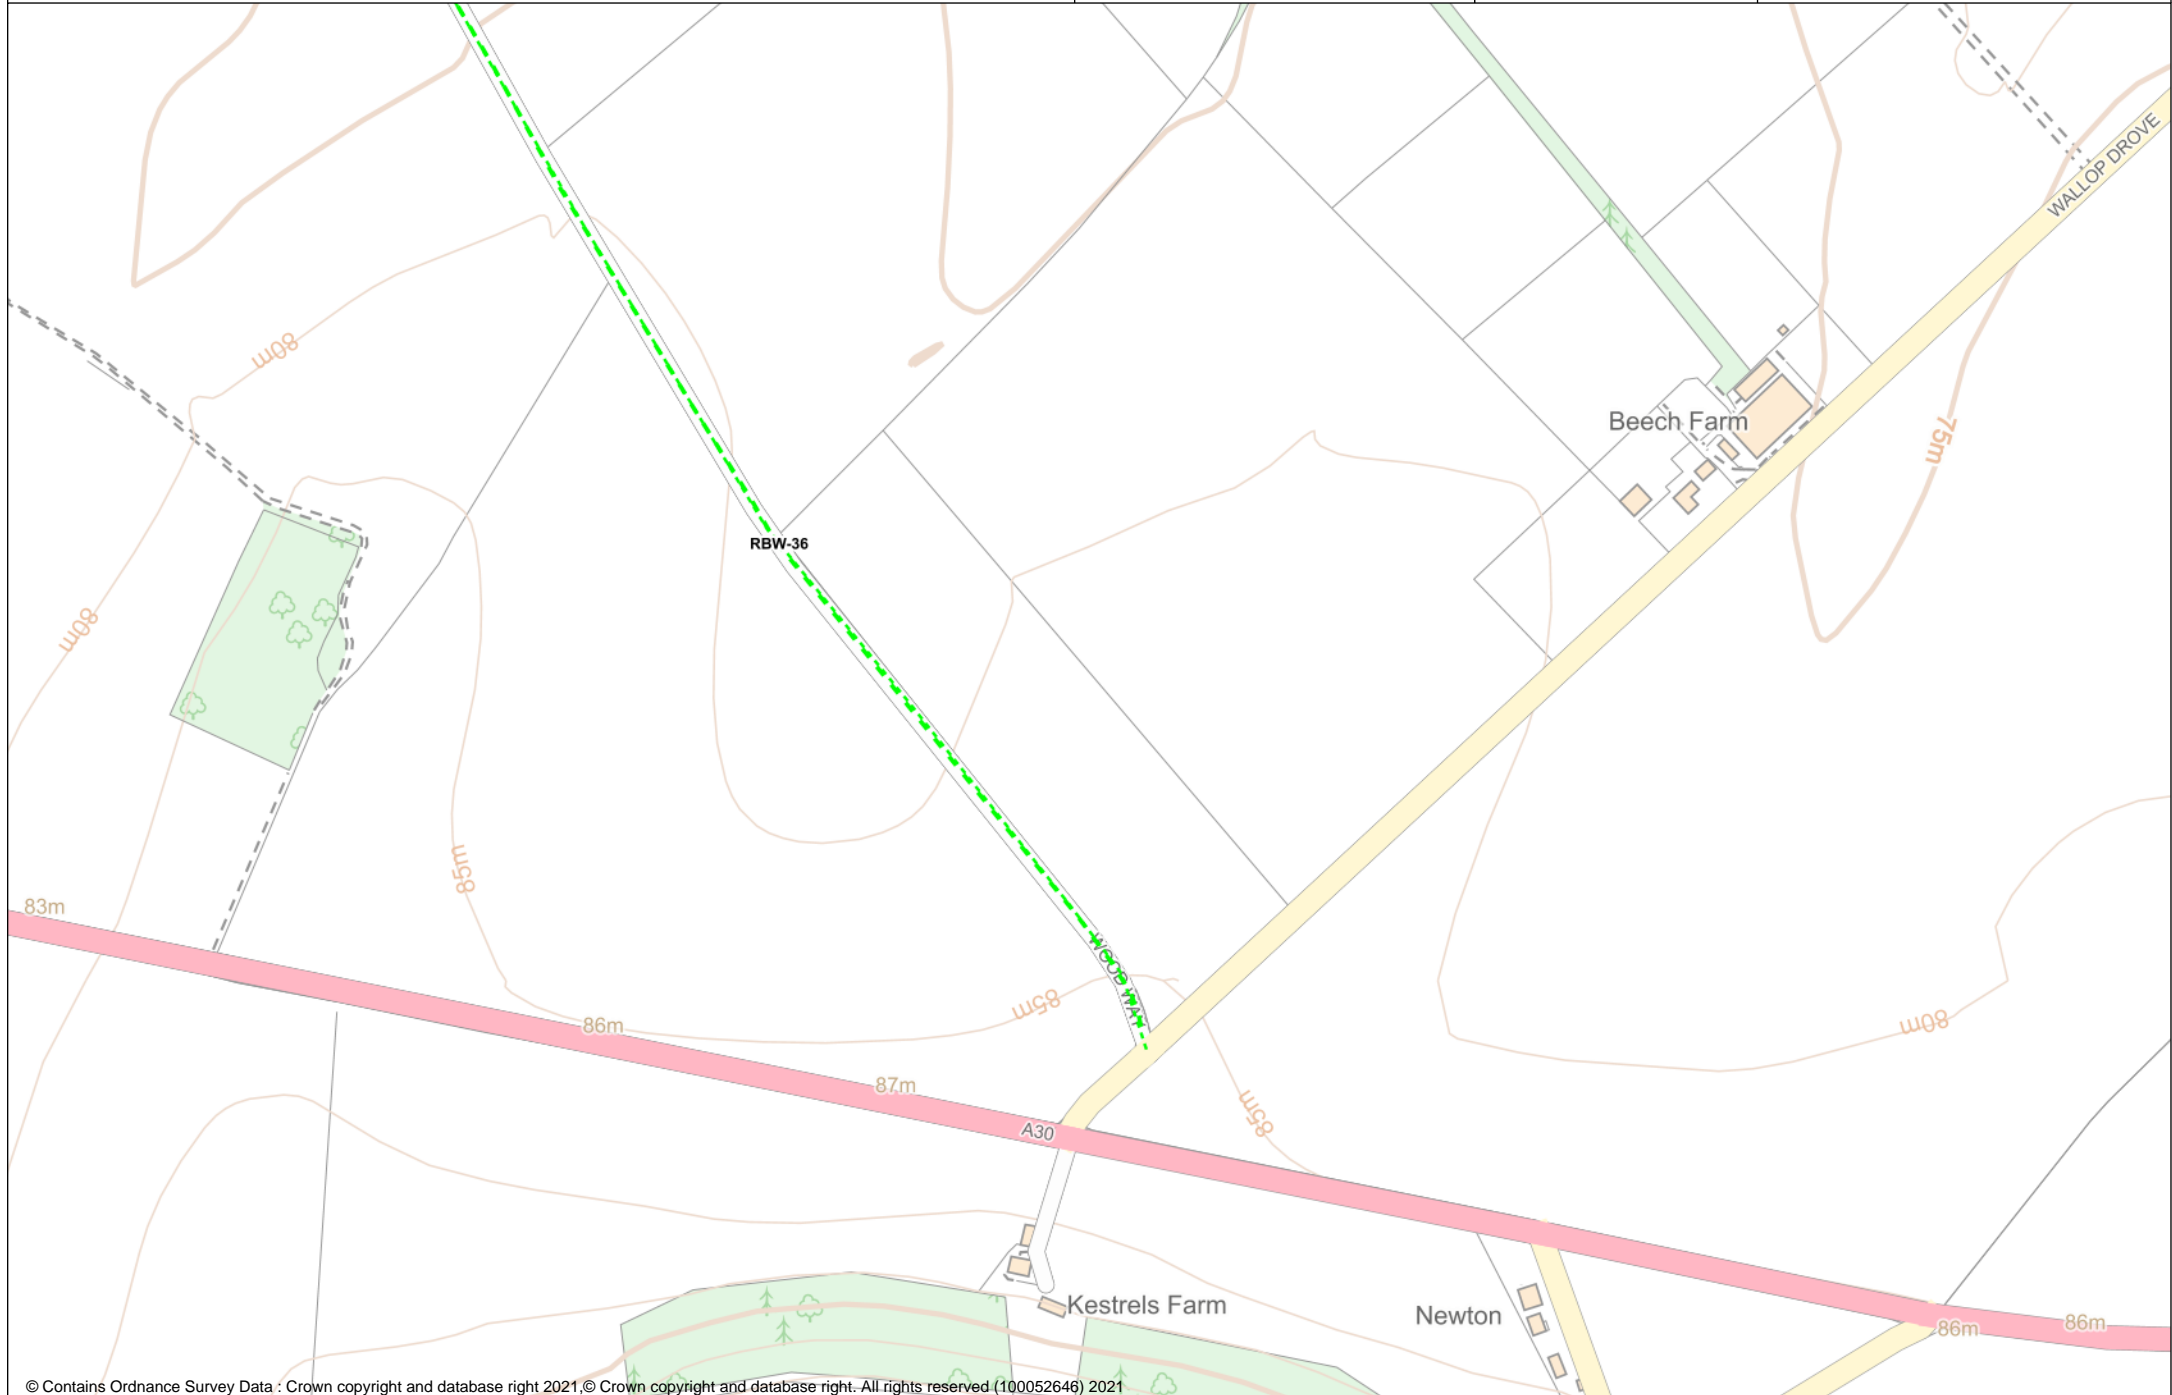 WALLOP DROVE
80m
Beech Farm
75m
RBW-36
80m
85m
83m
WOOD WAY
85m
86m
80m
87m
85m
A30
Kestrels Farm
Newton
86m
86m
© Contains Ordnance Survey Data : Crown copyright and database right 2021,© Crown copyright and database right. All rights reserved (100052646) 2021